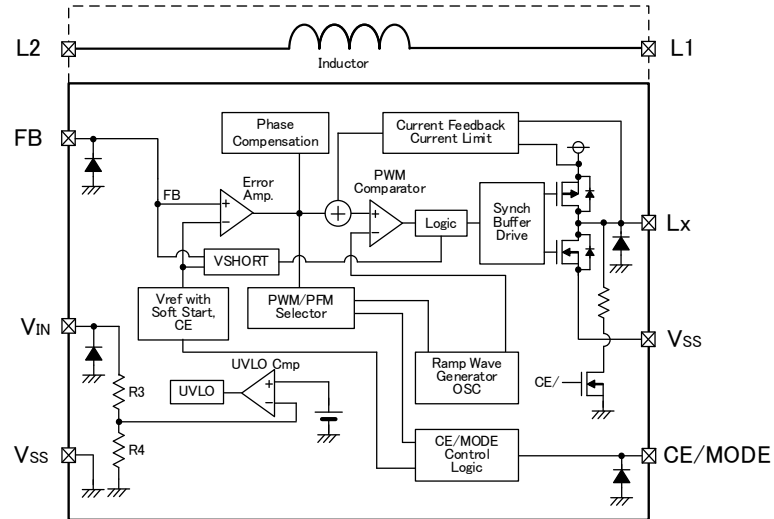 L2
L1
Inductor
FB
Phase
Compensation
Current Feedback
Current Limit
FB
Error
Amp.
PWM
Comparator
Logic
Synch
Buffer
Drive
Lx
VSHORT
Vref with
Soft Start,
CE
PWM/PFM
Selector
VIN
VSS
UVLO Cmp
Ramp Wave
Generator
OSC
CE/
R3
UVLO
R4
VSS
CE/MODE
Control
Logic
CE/MODE